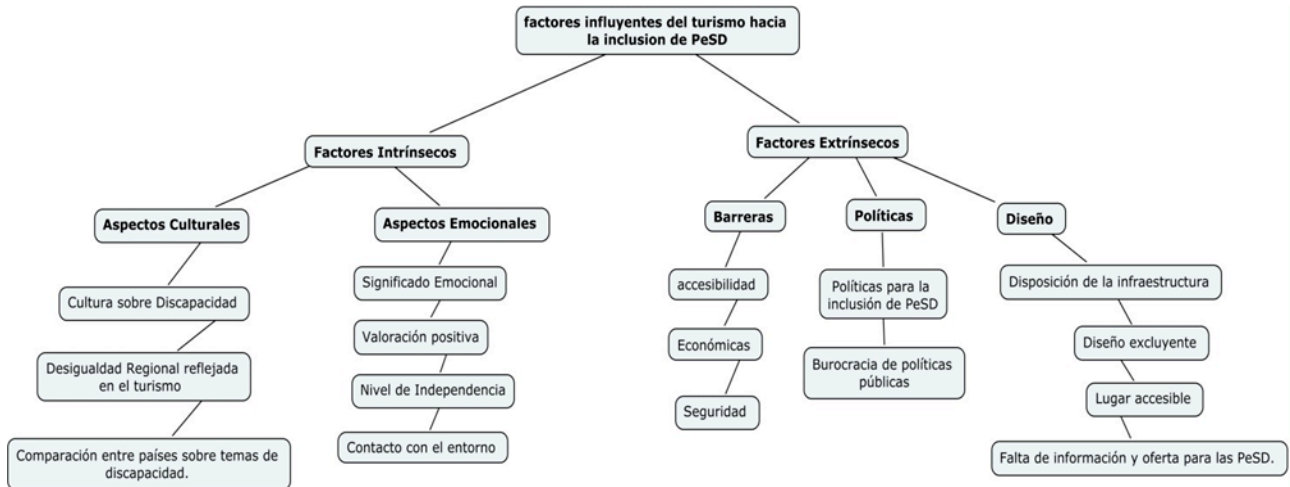 factores influyentes del turismo hacia
la inclusion de PeSD
Factores Intrínsecos
Factores Extrínsecos
Aspectos Culturales
Aspectos Emocionales
Barreras
Políticas
Diseño
Cultura sobre Discapacidad
Desigualdad Regional reflejada
en el turismo
Comparación entre países sobre temas de
discapacidad.
Significado Emocional
Valoración positiva
Nivel de Independencia
Contacto con el entorno
accesibilidad
Económicas
Seguridad
Políticas para la
inclusión de PeSD
Burocracia de políticas
públicas
Disposición de la infraestructura
Diseño excluyente
Lugar accesible
Falta de información y oferta para las PeSD.